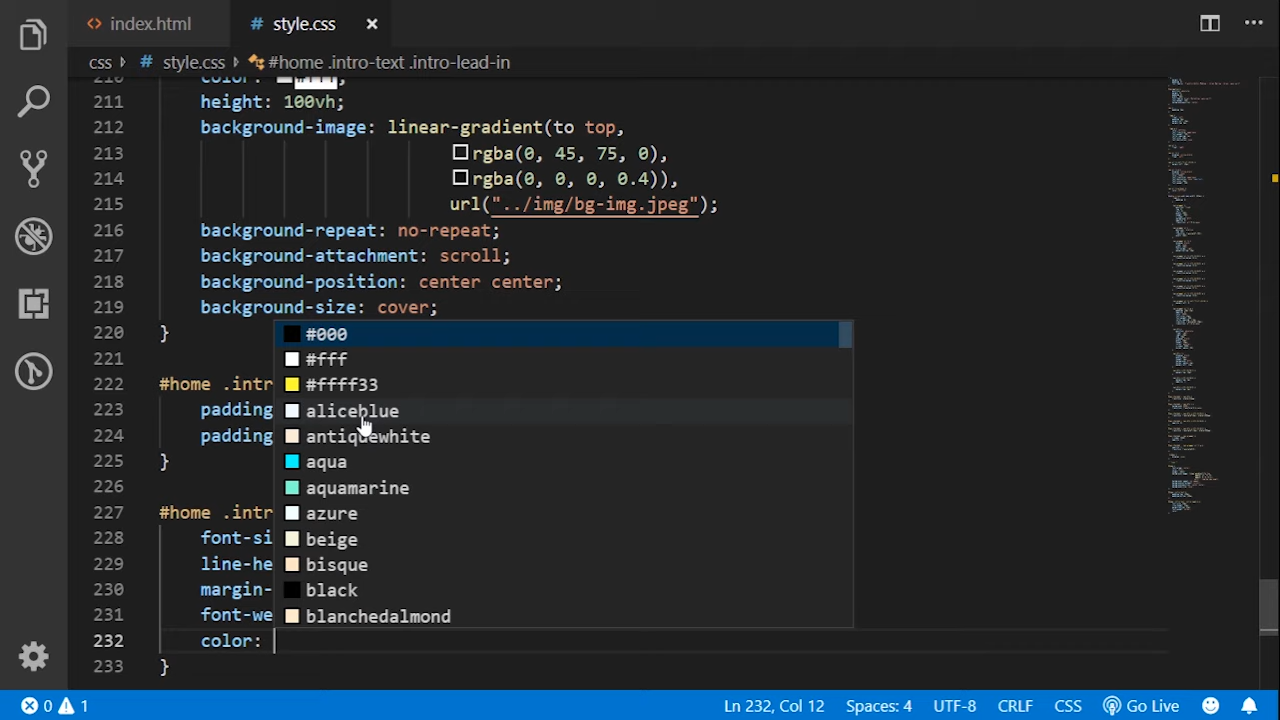 index.html
# style.css
css
# style.css
#home .intro-text .intro-lead-in
210 color: #fff;
211 height: 100vh;
212 background-image: linear-gradient(to top,
213 rgba(0, 45, 75, 0),
214 rgba(0, 0, 0, 0.4)),
215 url("../img/bg-img.jpeg");
216 background-repeat: no-repeat;
217 background-attachment: scroll;
218 background-position: center center;
219 background-size: cover;
220 }
221
222 #home .intr
223 padding
224 padding
225 }
226
227 #home .intr
228 font-si
229 line-he
230 margin-
231 font-we
232 color:
233 }
#000
#fff
#ffff33
aliceblue
antiquewhite
aqua
aquamarine
azure
beige
bisque
black
blanchedalmond
0 1
Ln 232, Col 12
Spaces: 4
UTF-8
CRLF
CSS
Go Live